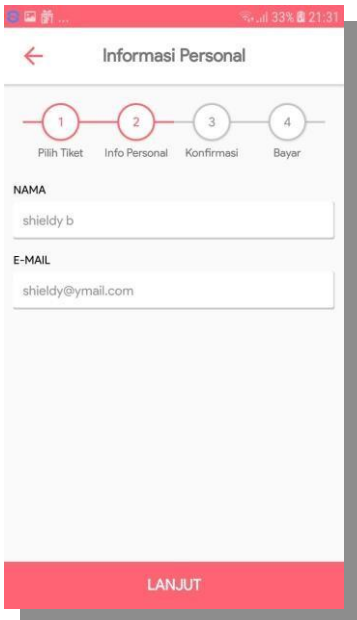 ... 33% 21:31
Informasi Personal
1 2 3 4
Pilih Tiket Info Personal Konfirmasi Bayar
NAMA
shieldy b
E-MAIL
shieldy@ymail.com
LANJUT